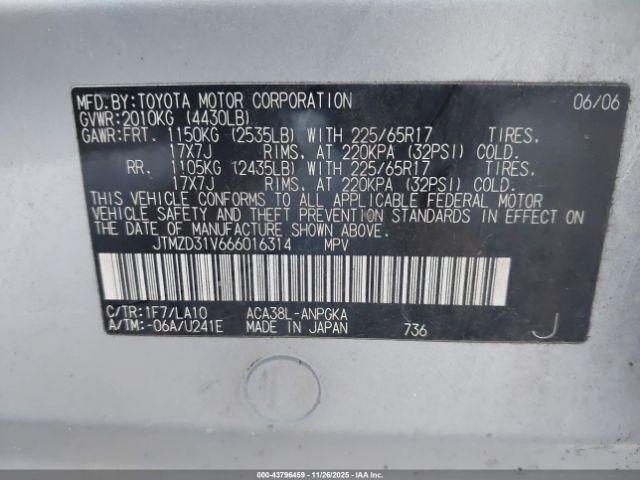 MFD.BY:TOYOTA MOTOR CORPORATION 06/06
GVWR:2010KG (4430LB)
GAWR:FRT. 1150KG (2535LB) WITH 225/65R17 TIRES,
17X7J RIMS, AT 220KPA (32PSI) COLD.
RR. 1105KG (2435LB) WITH 225/65R17 TIRES,
17X7J RIMS, AT 220KPA (32PSI) COLD.
THIS VEHICLE CONFORMS TO ALL APPLICABLE FEDERAL MOTOR
VEHICLE SAFETY AND THEFT PREVENTION STANDARDS IN EFFECT ON
THE DATE OF MANUFACTURE SHOWN ABOVE.
JTMZD31V666016314 MPV
C/TR:1F7/LA10 ACA38L-ANPGKA
A/TM:-06A/U241E MADE IN JAPAN 736 J
000-43796459 - 11/26/2025 - IAAI.COM